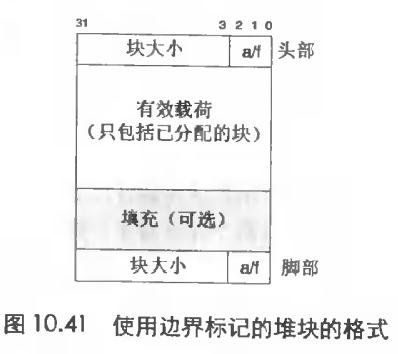 31 3 2 1 0
块大小 a/f 头部
有效载荷
（只包括已分配的块）
填充（可选）
块大小 a/f 脚部
图 10.41 使用边界标记的堆块的格式